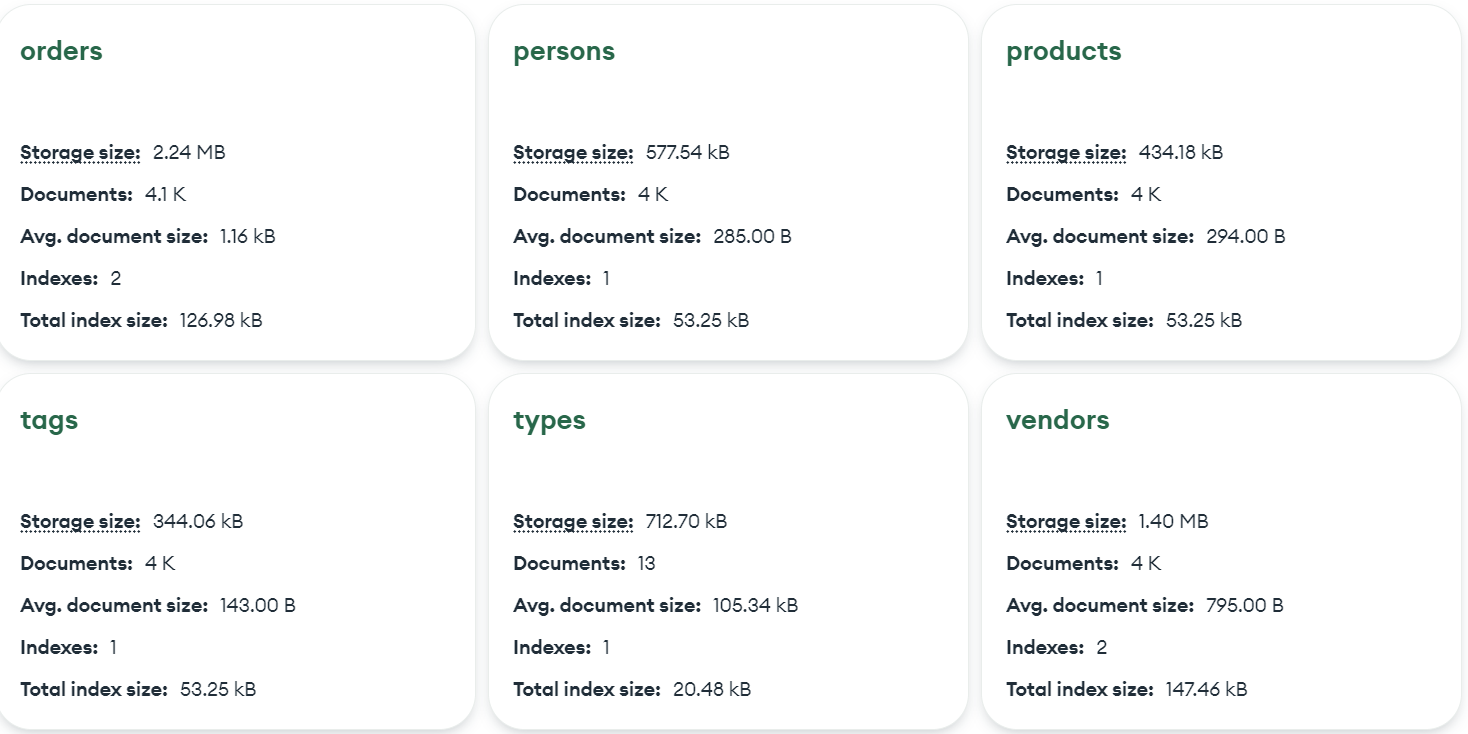 orders
Storage size: 2.24 MB
Documents: 4.1 K
Avg. document size: 1.16 kB
Indexes: 2
Total index size: 126.98 kB
persons
Storage size: 577.54 kB
Documents: 4 K
Avg. document size: 285.00 B
Indexes: 1
Total index size: 53.25 kB
products
Storage size: 434.18 kB
Documents: 4 K
Avg. document size: 294.00 B
Indexes: 1
Total index size: 53.25 kB
tags
Storage size: 344.06 kB
Documents: 4 K
Avg. document size: 143.00 B
Indexes: 1
Total index size: 53.25 kB
types
Storage size: 712.70 kB
Documents: 13
Avg. document size: 105.34 kB
Indexes: 1
Total index size: 20.48 kB
vendors
Storage size: 1.40 MB
Documents: 4 K
Avg. document size: 795.00 B
Indexes: 2
Total index size: 147.46 kB